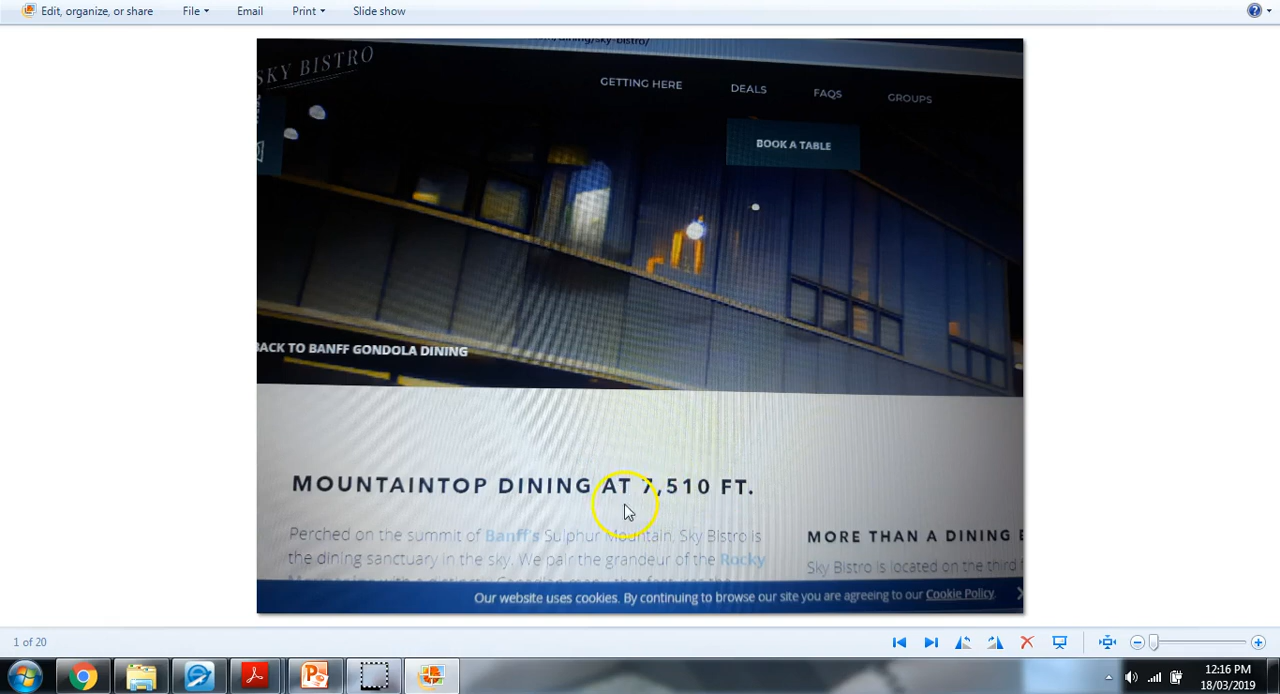 Edit, organize, or share
File
Email
Print
Slide show
SKY BISTRO
GETTING HERE
DEALS
FAQS
GROUPS
BOOK A TABLE
BACK TO BANFF GONDOLA DINING
MOUNTAINTOP DINING AT 7,510 FT.
Perched on the summit of Banff's Sulphur Mountain, Sky Bistro is
the dining sanctuary in the sky. We pair the grandeur of the Rocky
MORE THAN A DINING
Sky Bistro is located on the third
Our website uses cookies. By continuing to browse our site you are agreeing to our Cookie Policy.
1 of 20
12:16 PM
18/03/2019